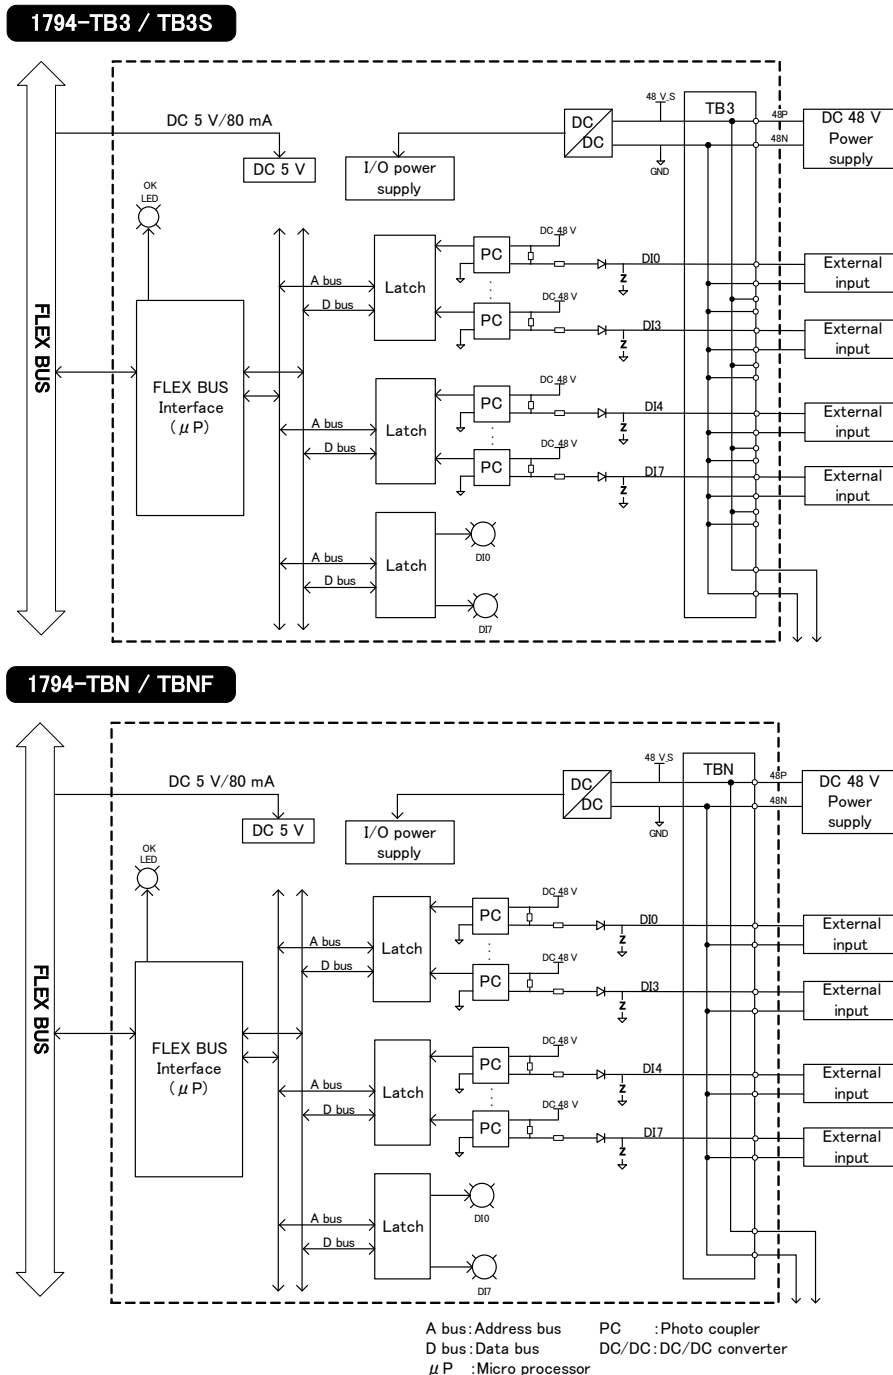 1794-TB3 / TB3S
48 V S
TB3
48P
DC 48 V
Power
supply
DC 5 V/80 mA
DC
DC
48N
DC 5 V
I/O power
supply
GND
OK
LED
DC 48 V
PC
DI0
External
input
A bus
Latch
DC 48 V
D bus
PC
DI3
External
input
FLEX BUS
FLEX BUS
Interface
(μP)
DC 48 V
PC
DI4
External
input
A bus
Latch
DC 48 V
D bus
PC
DI7
External
input
Z
Z
Z
Z
DI0
A bus
Latch
D bus
DI7
1794-TBN / TBNF
48 V S
TBN
48P
DC 48 V
Power
supply
DC 5 V/80 mA
DC
DC
48N
DC 5 V
I/O power
supply
GND
OK
LED
DC 48 V
PC
DI0
External
input
A bus
Latch
DC 48 V
D bus
PC
DI3
External
input
FLEX BUS
FLEX BUS
Interface
(μP)
DC 48 V
PC
DI4
External
input
A bus
Latch
DC 48 V
D bus
PC
DI7
External
input
Z
Z
Z
Z
DI0
A bus
Latch
D bus
DI7
A bus:Address bus PC :Photo coupler
D bus:Data bus DC/DC:DC/DC converter
μP :Micro processor